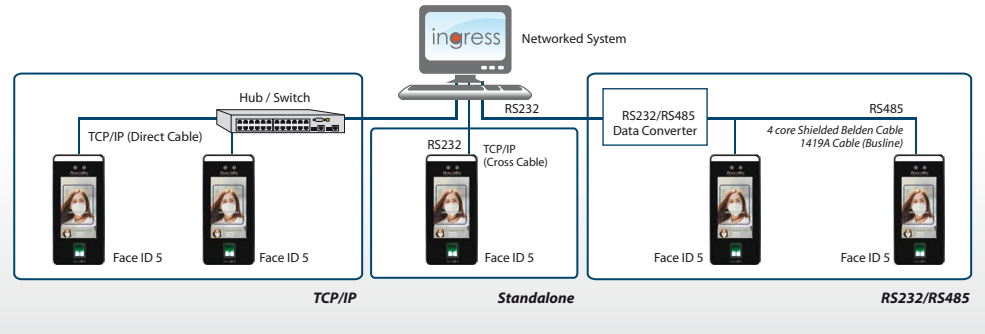 ingress
Networked System
Hub / Switch
TCP/IP (Direct Cable)
RS232
TCP/IP
(Cross Cable)
RS232
RS232/RS485
Data Converter
RS485
4 core Shielded Belden Cable
1419A Cable (Busline)
Face ID 5
Face ID 5
Face ID 5
Face ID 5
Face ID 5
TCP/IP
Standalone
RS232/RS485